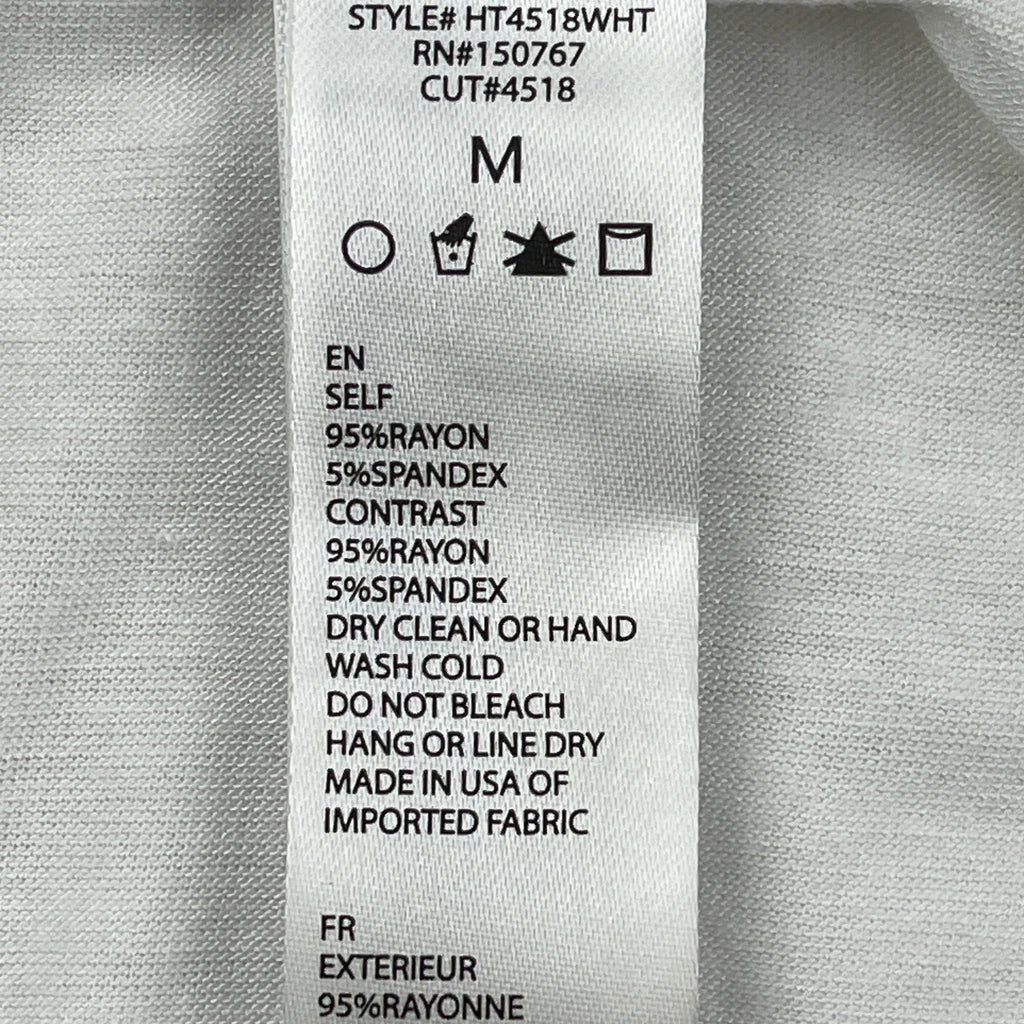 STYLE# HT4518WHT
RN#150767
CUT#4518
M
EN
SELF
95%RAYON
5%SPANDEX
CONTRAST
95%RAYON
5%SPANDEX
DRY CLEAN OR HAND
WASH COLD
DO NOT BLEACH
HANG OR LINE DRY
MADE IN USA OF
IMPORTED FABRIC
FR
EXTERIEUR
95%RAYONNE